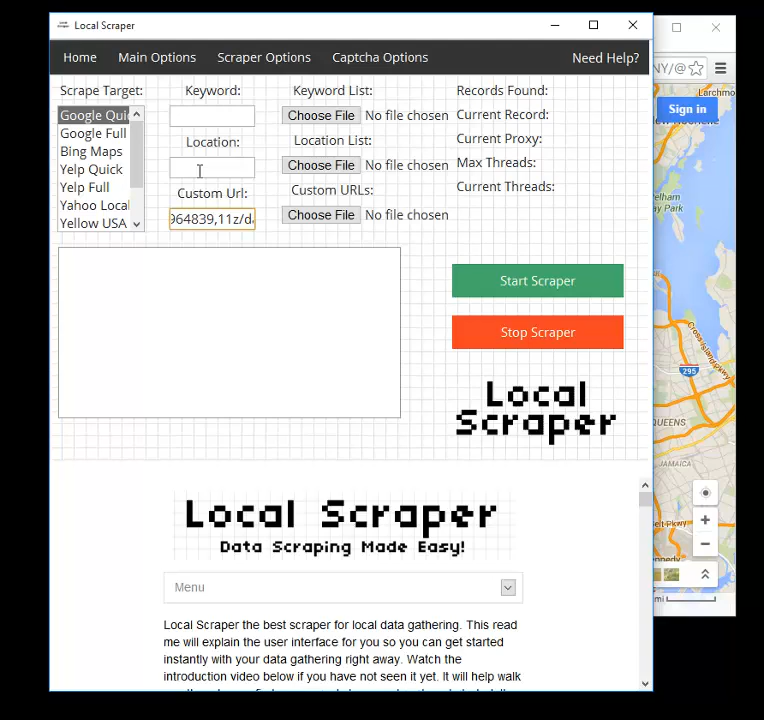 Local Scraper
Home Main Options Scraper Options Captcha Options Need Help?
Scrape Target: Keyword: Keyword List: Records Found:
Google Full
Bing Maps
Yelp Quick
Yelp Full
Yahoo Local
Yellow USA
Location:
Custom Url:
964839,11z/d
Choose File No file chosen
Location List:
Choose File No file chosen
Custom URLs:
Choose File No file chosen
Current Record:
Current Proxy:
Max Threads:
Current Threads:
Start Scraper
Stop Scraper
Local
Scraper
Local Scraper
Data Scraping Made Easy!
Menu
Local Scraper the best scraper for local data gathering. This read
me will explain the user interface for you so you can get started
instantly with your data gathering right away. Watch the
introduction video below if you have not seen it yet. It will help walk
NY/@
Sign in
Larchmo
295
QUEENS
JAMAICA